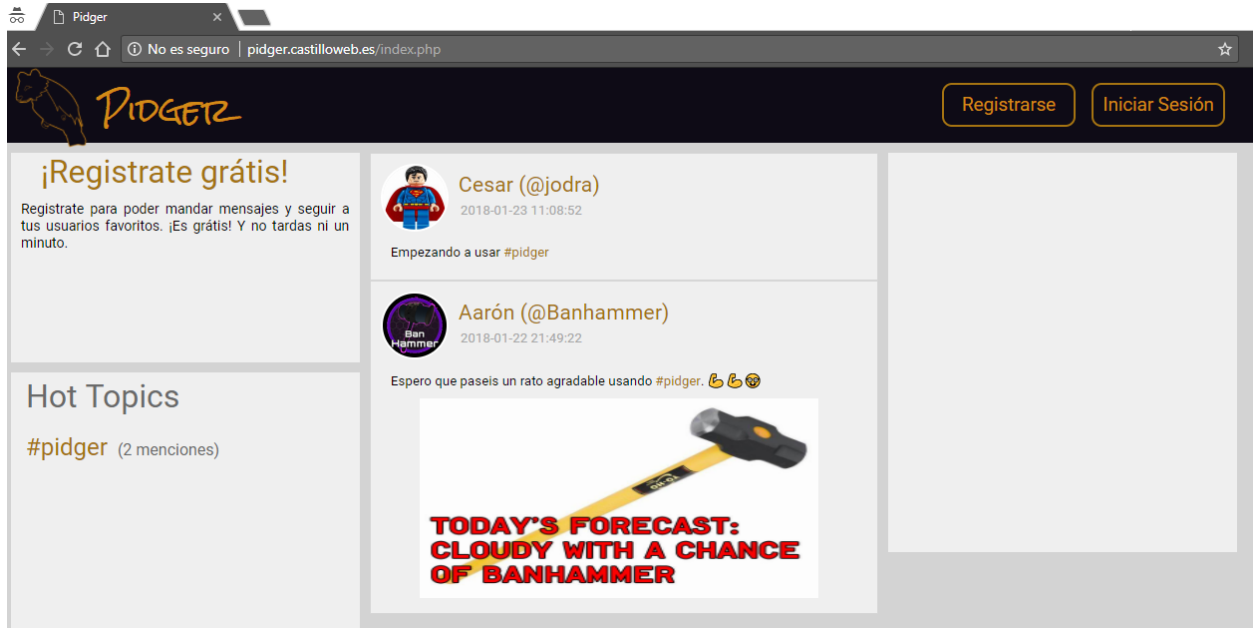 Pidger
No es seguro | pidger.castilloweb.es/index.php
PIDGER
Registrarse
Iniciar Sesión
¡Registrate grátis!
Registrate para poder mandar mensajes y seguir a
tus usuarios favoritos. ¡Es grátis! Y no tardas ni un
minuto.
Hot Topics
#pidger (2 menciones)
Cesar (@jodra)
2018-01-23 11:08:52
Empezando a usar #pidger
Ban
Hammer
Aarón (@Banhammer)
2018-01-22 21:49:22
Espero que paseis un rato agradable usando #pidger. 💪💪🤓
TODAY'S FORECAST:
CLOUDY WITH A CHANCE
OF BANHAMMER